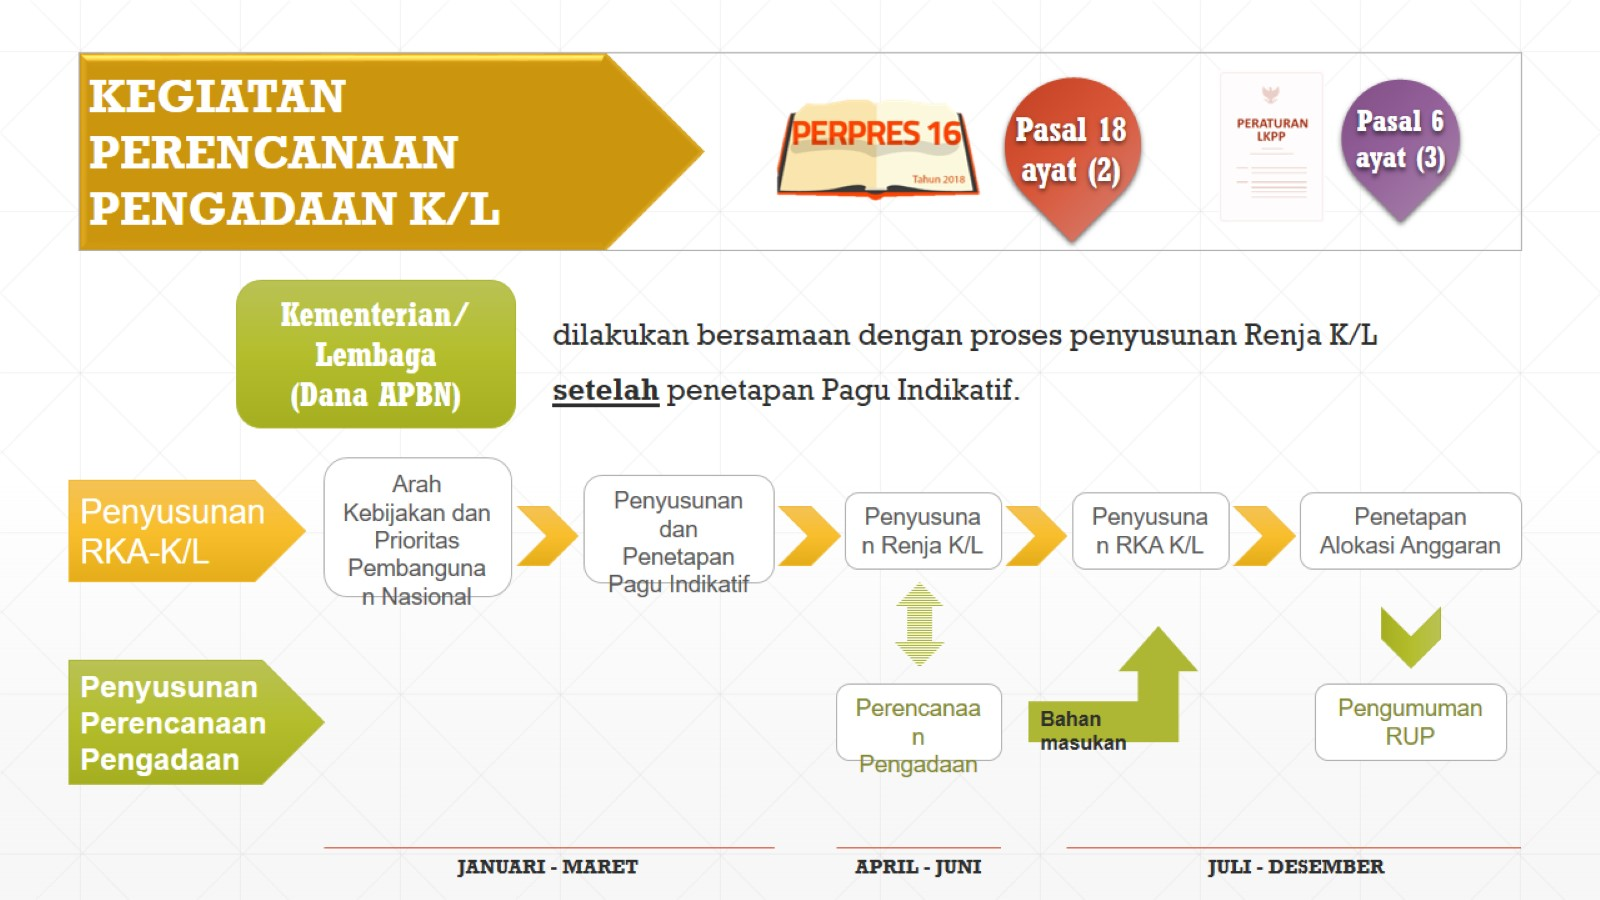 KEGIATAN
PERENCANAAN
PENGADAAN K/L
PERPRES 16
Tahun 2018
Pasal 18
ayat (2)
PERATURAN
LKPP
Pasal 6
ayat (3)
Kementerian/
Lembaga
(Dana APBN)
dilakukan bersamaan dengan proses penyusunan Renja K/L
setelah penetapan Pagu Indikatif.
Penyusunan
RKA-K/L
Arah
Kebijakan dan
Prioritas
Pembanguna
n Nasional
Penyusunan
dan
Penetapan
Pagu Indikatif
Penyusuna
n Renja K/L
Penyusuna
n RKA K/L
Penetapan
Alokasi Anggaran
Penyusunan
Perencanaan
Pengadaan
Perencanaa
n
Pengadaan
Bahan
masukan
Pengumuman
RUP
JANUARI - MARET
APRIL - JUNI
JULI - DESEMBER